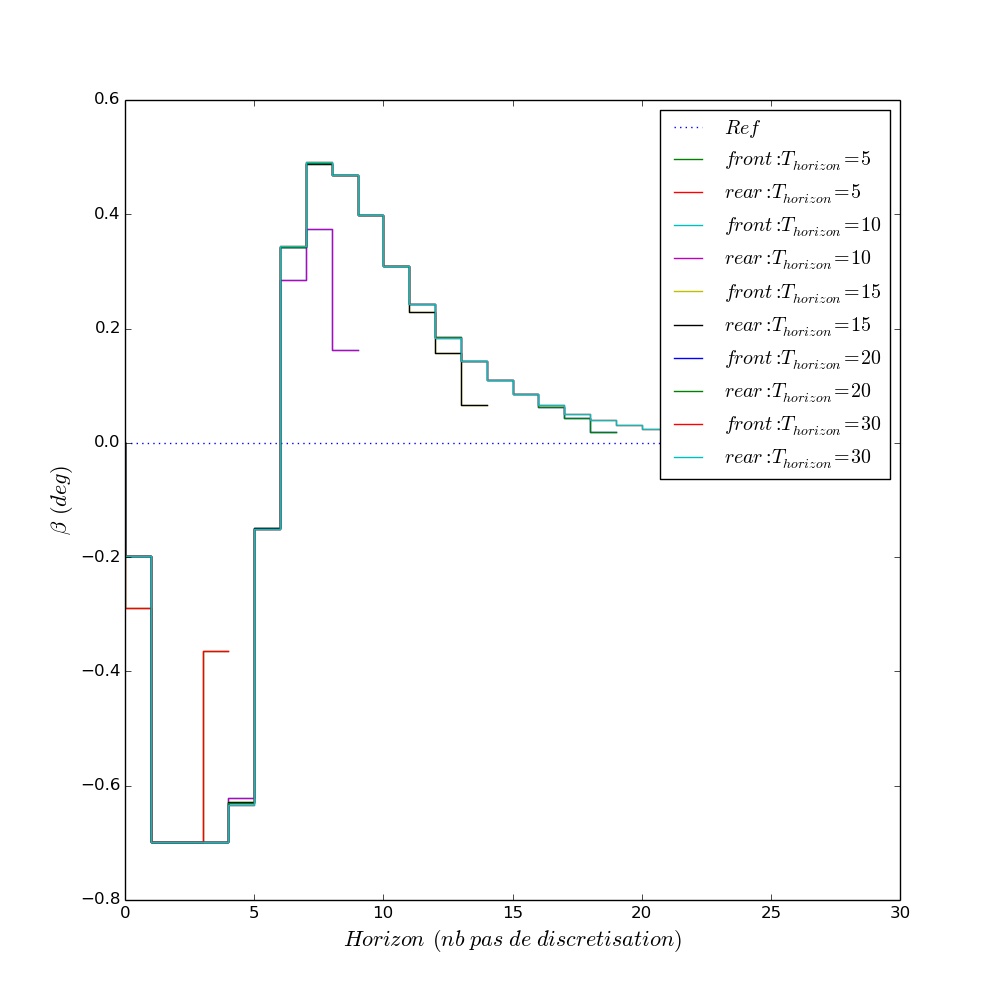 0.6
0.4
0.2
0.0
−0.2
−0.4
−0.6
−0.8
β (deg)
0 5 10 15 20 25 30
Horizon (nb pas de discretisation)
Ref
front:T_horizon=5
rear:T_horizon=5
front:T_horizon=10
rear:T_horizon=10
front:T_horizon=15
rear:T_horizon=15
front:T_horizon=20
rear:T_horizon=20
front:T_horizon=30
rear:T_horizon=30